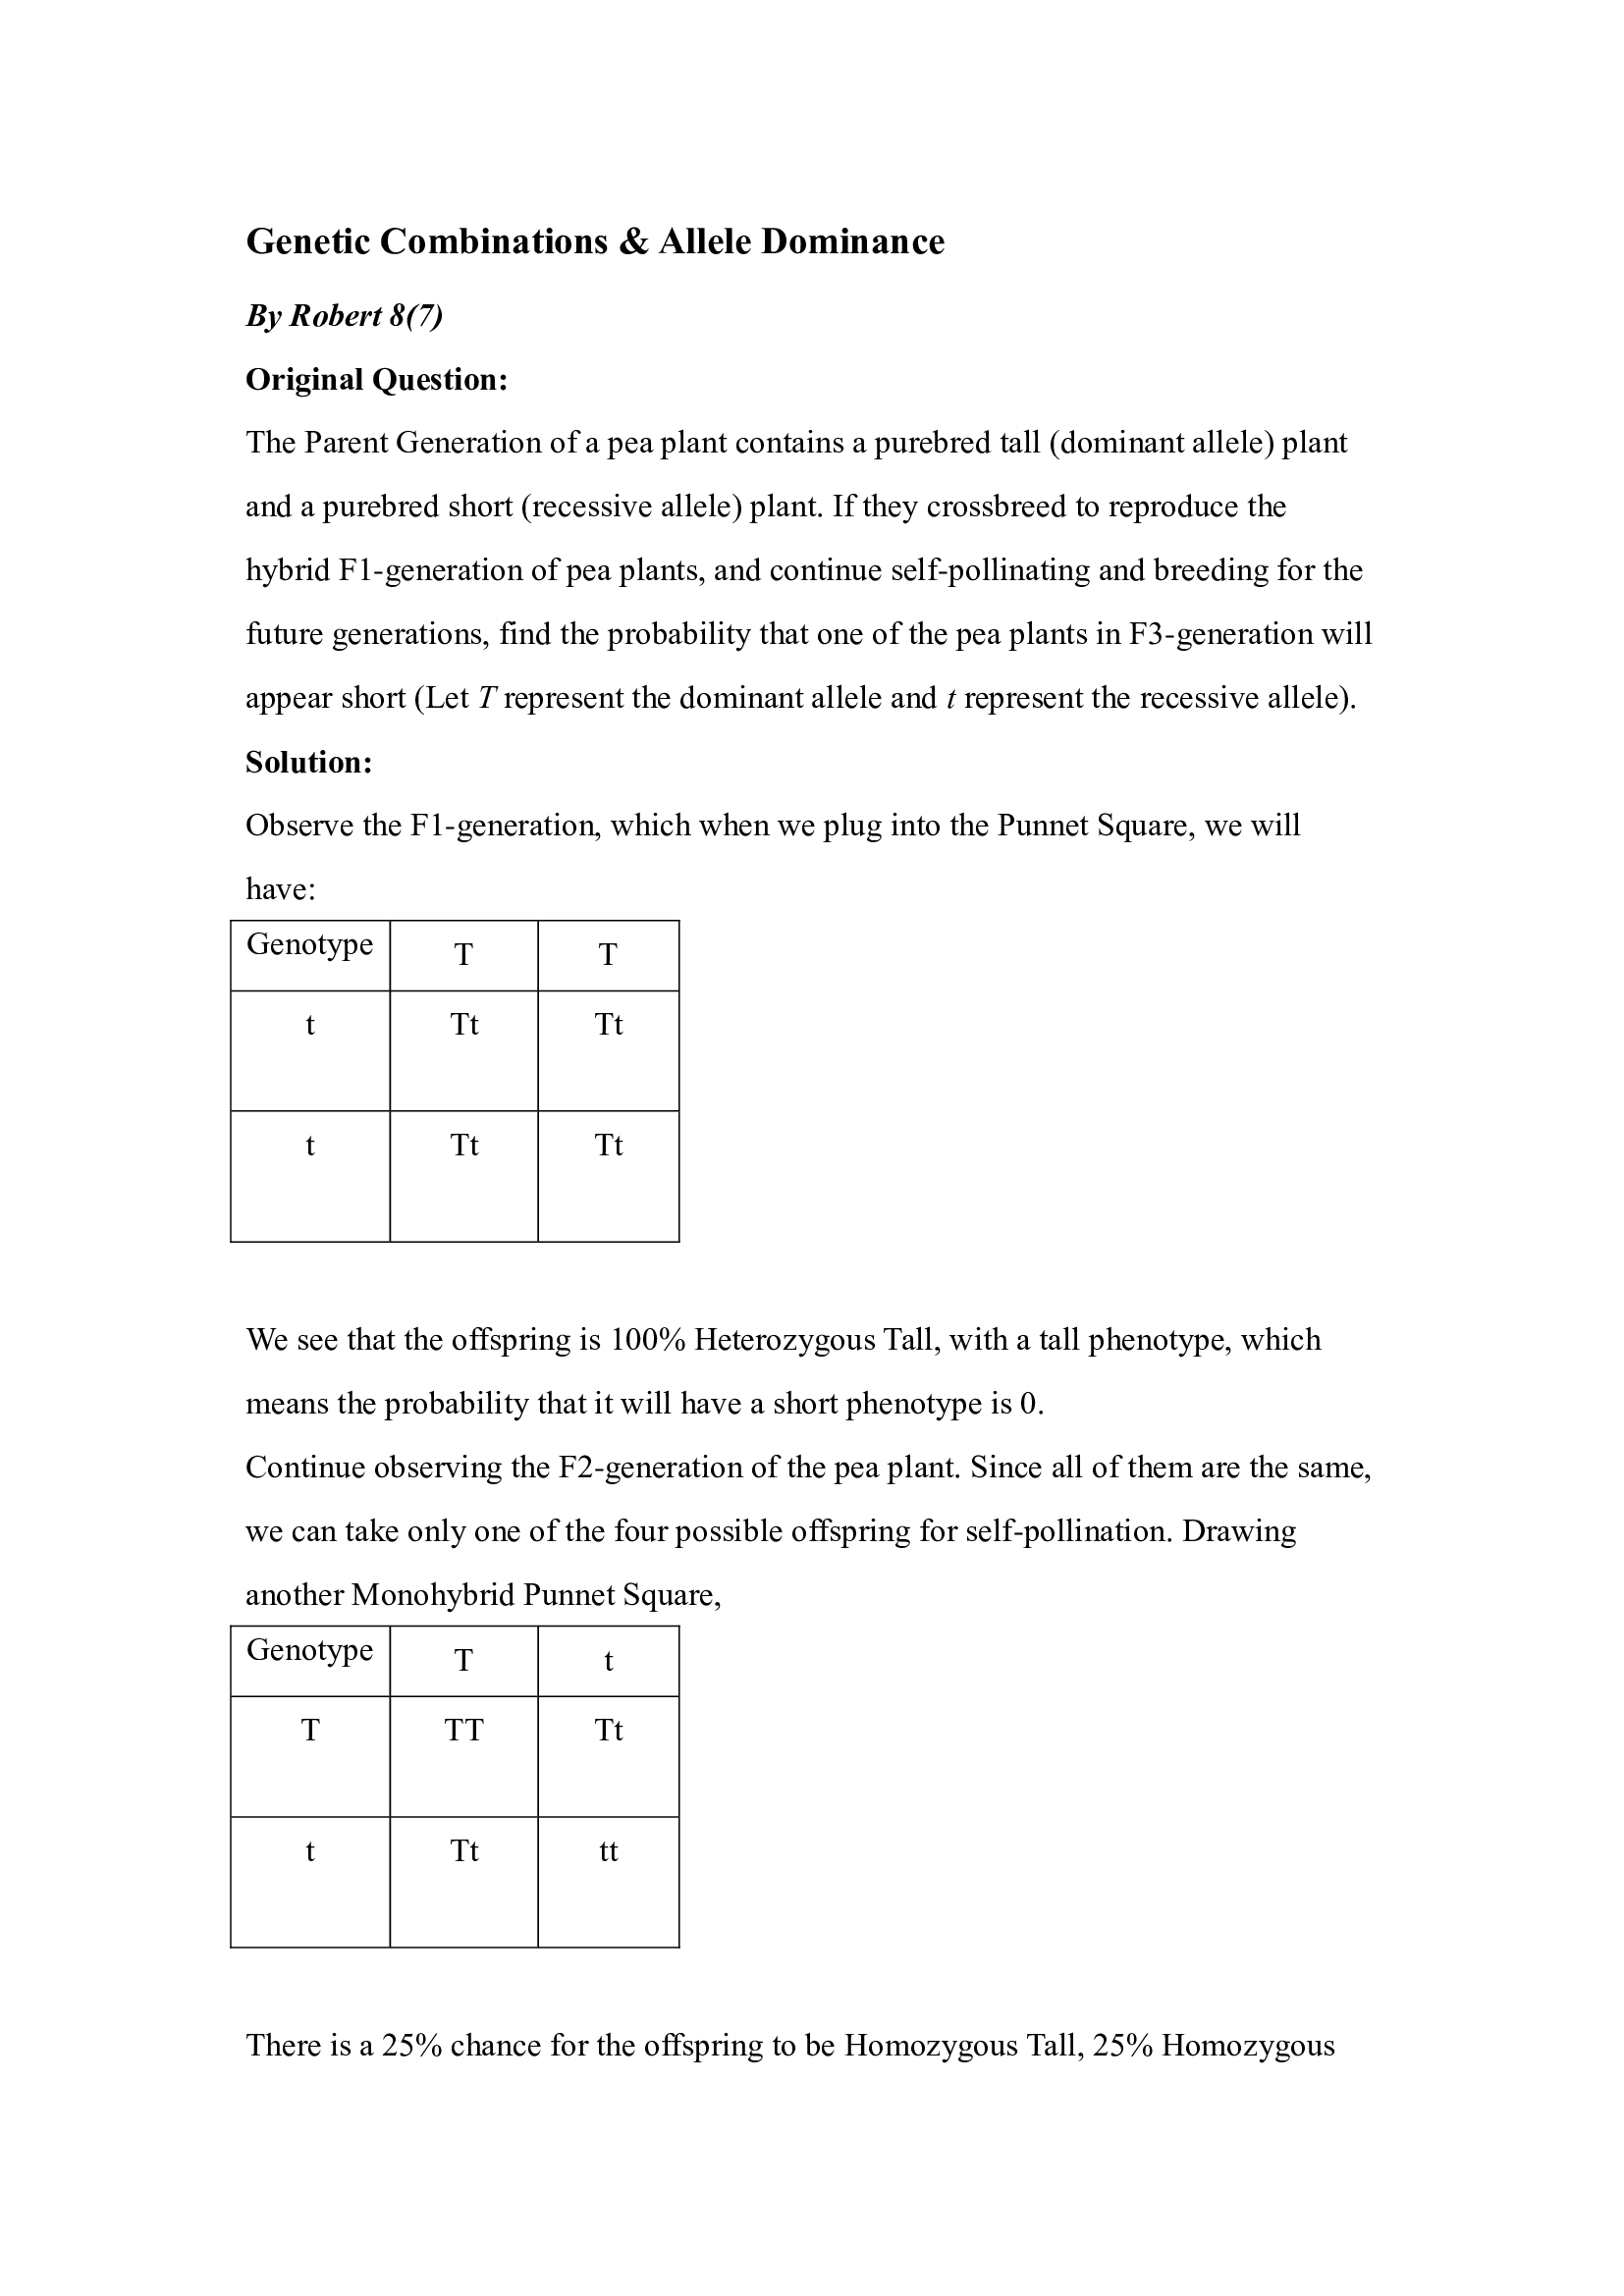 Genetic Combinations & Allele Dominance
By Robert 8(7)
Original Question:
The Parent Generation of a pea plant contains a purebred tall (dominant allele) plant
and a purebred short (recessive allele) plant. If they crossbreed to reproduce the
hybrid F1-generation of pea plants, and continue self-pollinating and breeding for the
future generations, find the probability that one of the pea plants in F3-generation will
appear short (Let T represent the dominant allele and t represent the recessive allele).
Solution:
Observe the F1-generation, which when we plug into the Punnet Square, we will
have:
Genotype T T
t Tt Tt
t Tt Tt
We see that the offspring is 100% Heterozygous Tall, with a tall phenotype, which
means the probability that it will have a short phenotype is 0.
Continue observing the F2-generation of the pea plant. Since all of them are the same,
we can take only one of the four possible offspring for self-pollination. Drawing
another Monohybrid Punnet Square,
Genotype T t
T TT Tt
t Tt tt
There is a 25% chance for the offspring to be Homozygous Tall, 25% Homozygous